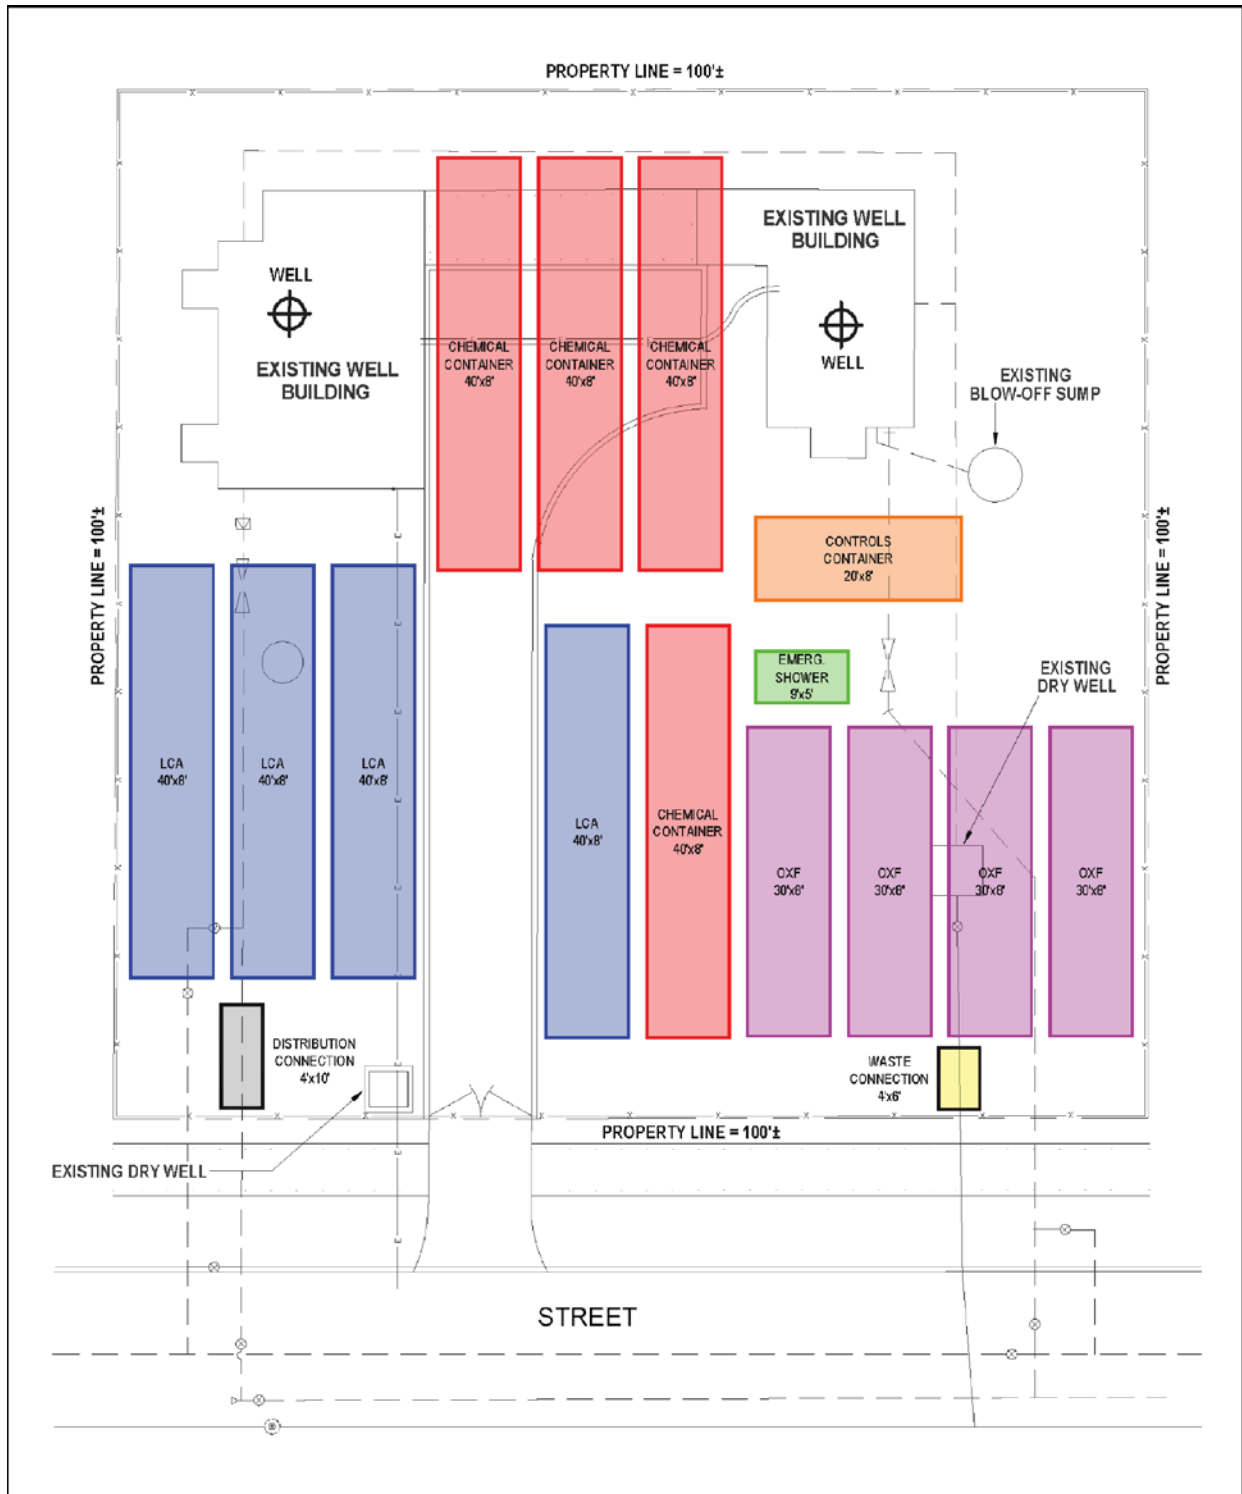 PROPERTY LINE = 100'±
EXISTING WELL
BUILDING
WELL
EXISTING WELL
BUILDING
WELL
CHEMICAL
CONTAINER
40'x8'
CHEMICAL
CONTAINER
40'x8'
CHEMICAL
CONTAINER
40'x8'
EXISTING
BLOW-OFF SUMP
PROPERTY LINE = 100'±
PROPERTY LINE = 100'±
CONTROLS
CONTAINER
20'x8'
EMERG.
SHOWER
9'x5'
EXISTING
DRY WELL
LCA
40'x8'
LCA
40'x8'
LCA
40'x8'
LCA
40'x8'
CHEMICAL
CONTAINER
40'x8'
OXF
30'x8'
OXF
30'x8'
OXF
30'x8'
OXF
30'x8'
DISTRIBUTION
CONNECTION
4'x10'
WASTE
CONNECTION
4'x6'
PROPERTY LINE = 100'±
EXISTING DRY WELL
STREET